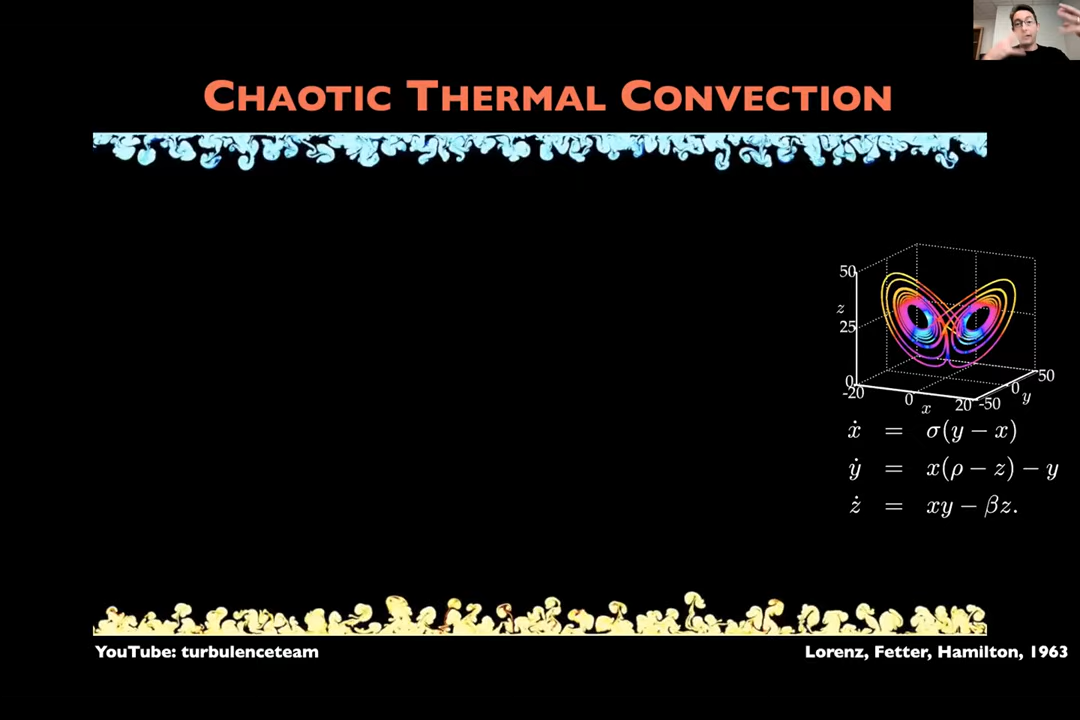 CHAOTIC THERMAL CONVECTION
50
z
25
0
-20
0
x
20
-50
0
y
50
ẋ = σ(y − x)
ẏ = x(ρ − z) − y
ż = xy − βz.
YouTube: turbulenceteam
Lorenz, Fetter, Hamilton, 1963